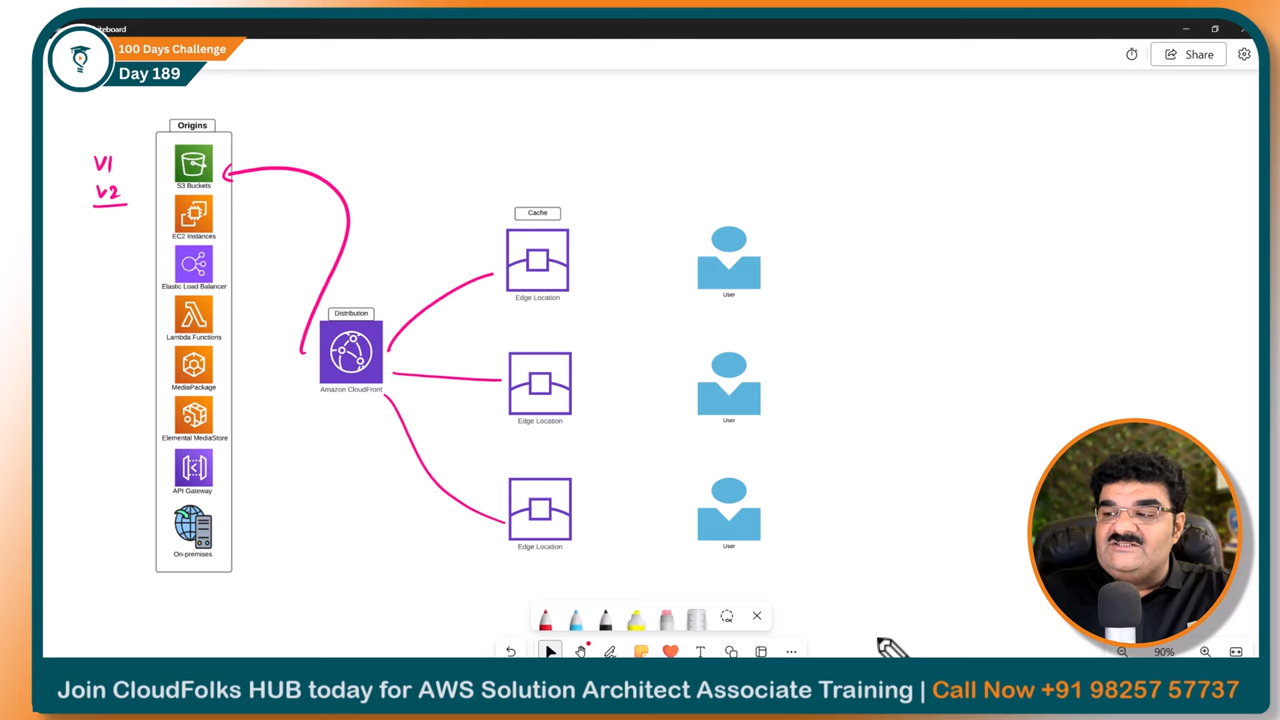 iteboard
100 Days Challenge
Day 189
Share
Origins
V1
V2
S3 Buckets
EC2 Instances
Elastic Load Balancer
Lambda Functions
MediaPackage
Elemental MediaStore
API Gateway
On-premises
Distribution
Amazon CloudFront
Cache
Edge Location
Edge Location
Edge Location
User
User
User
90%
Join CloudFolks HUB today for AWS Solution Architect Associate Training | Call Now +91 98257 57737